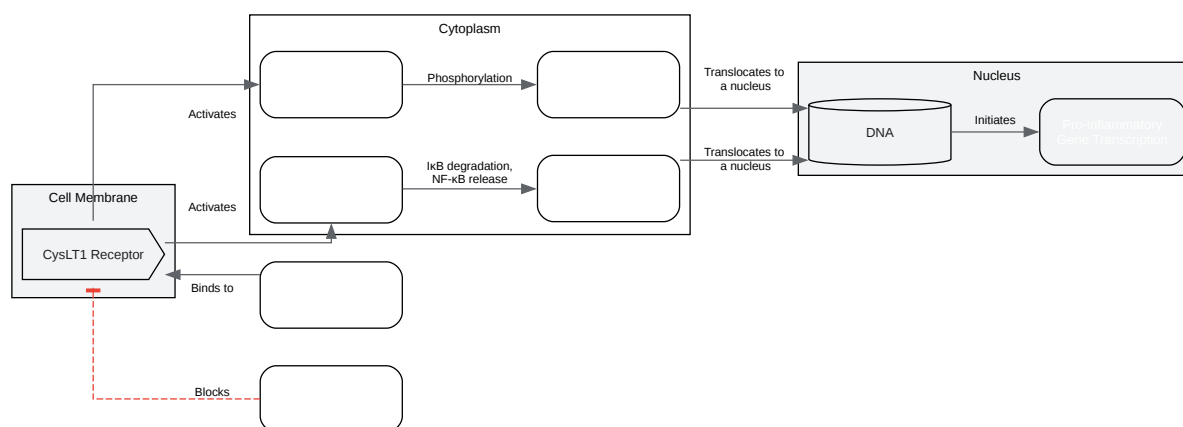 Cytoplasm
Phosphorylation
Translocates to
a nucleus
Nucleus
DNA
Initiates
Pro-inflammatory
Gene Transcription
Activates
IκB degradation,
NF-κB release
Translocates to
a nucleus
Cell Membrane
Activates
CysLT1 Receptor
Binds to
Blocks